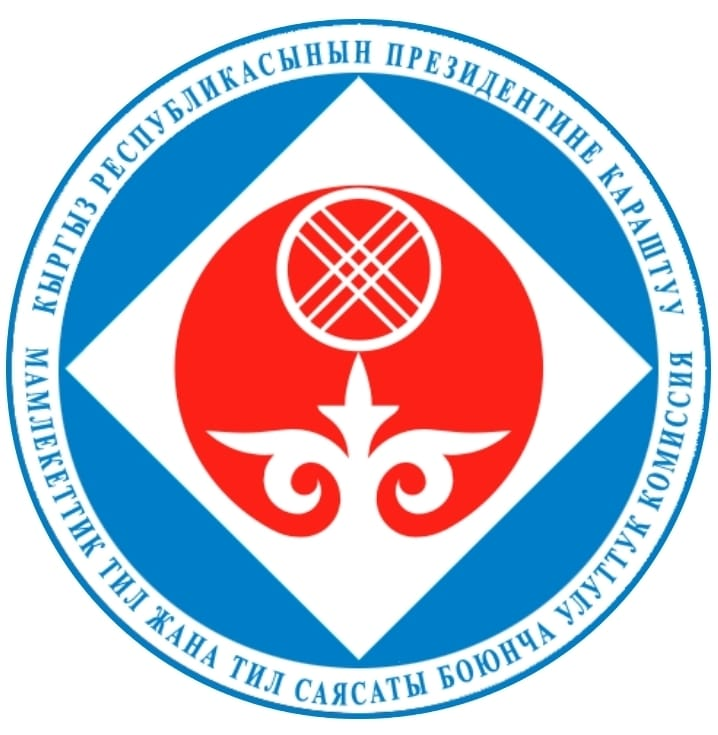 КЫРГЫЗ РЕСПУБЛИКАСЫНЫН ПРЕЗИДЕНТИНЕ КАРАШТУУ
МАМЛЕКЕТТИК ТИЛ ЖАНА ТИЛ САЯСАТЫ БОЮНЧА УЛУТТУК КОМИССИЯ